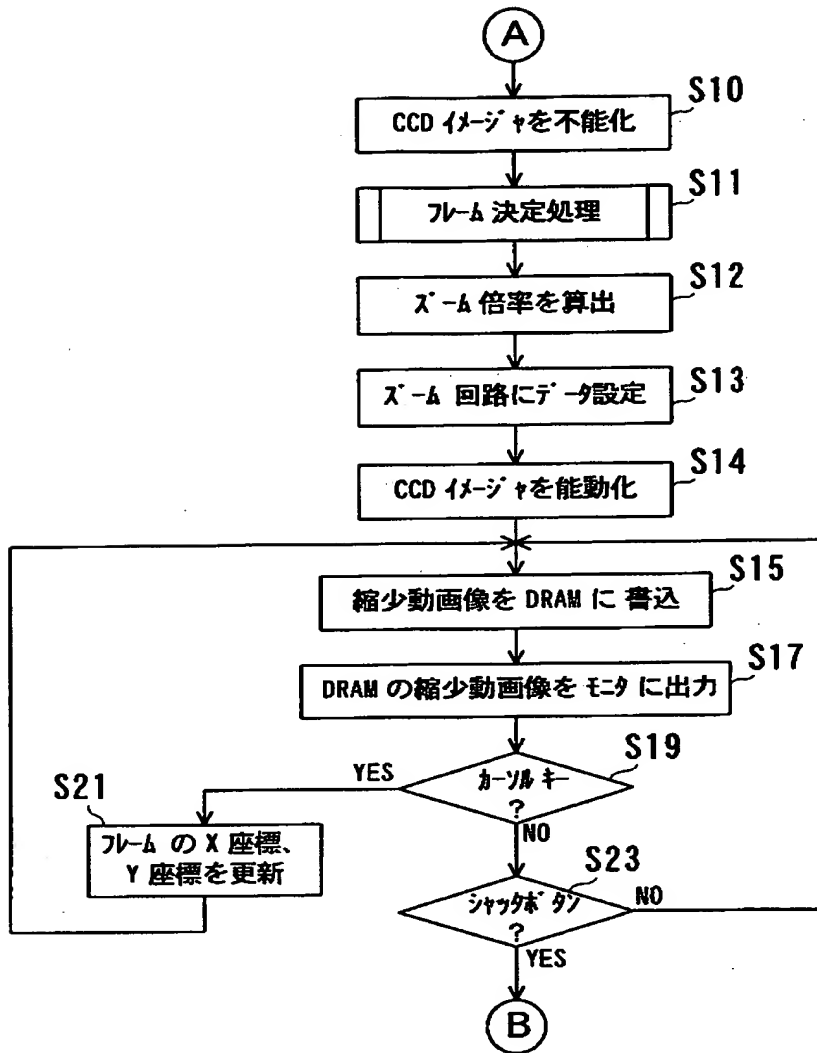 A
S10
CCD イメージャを不能化
S11
フレーム 決定処理
S12
ズーム 倍率を算出
S13
ズーム 回路にデータ設定
S14
CCD イメージャを能動化
S15
縮少動画像を DRAM に 書込
S17
DRAM の縮少動画像を モニタ に出力
S19
YES
カーソル キー
?
S21
NO
フレーム の X 座標、
Y 座標を更新
S23
シャッタボタン
NO
?
YES
B